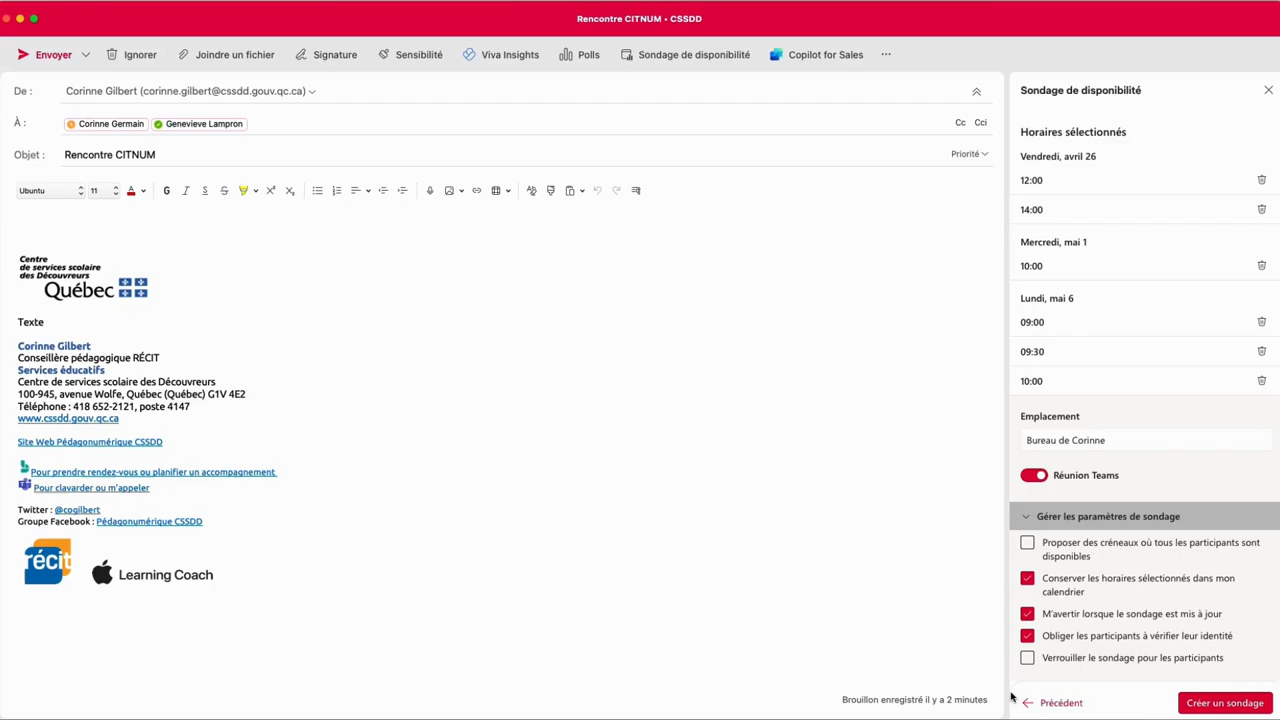 Rencontre CITNUM • CSSDD
Envoyer
Ignorer
Joindre un fichier
Signature
Sensibilité
Viva Insights
Polls
Sondage de disponibilité
Copilot for Sales
De :
Corinne Gilbert (corinne.gilbert@cssdd.gouv.qc.ca)
À :
Corinne Germain
Genevieve Lampron
Cc
Cci
Objet :
Rencontre CITNUM
Priorité
Ubuntu
11
A
G
I
S
S
X²
X₂
Centre
de services scolaire
des Découvreurs
Québec
Texte
Corinne Gilbert
Conseillère pédagogique RÉCIT
Services éducatifs
Centre de services scolaire des Découvreurs
100-945, avenue Wolfe, Québec (Québec) G1V 4E2
Téléphone : 418 652-2121, poste 4147
www.cssdd.gouv.qc.ca
Site Web Pédagonumérique CSSDD
Pour prendre rendez-vous ou planifier un accompagnement
Pour clavarder ou m'appeler
Twitter : @cogilbert
Groupe Facebook : Pédagonumérique CSSDD
récit
Learning Coach
Brouillon enregistré il y a 2 minutes
Sondage de disponibilité
Horaires sélectionnés
Vendredi, avril 26
12:00
14:00
Mercredi, mai 1
10:00
Lundi, mai 6
09:00
09:30
10:00
Emplacement
Bureau de Corinne
Réunion Teams
Gérer les paramètres de sondage
Proposer des créneaux où tous les participants sont
disponibles
Conserver les horaires sélectionnés dans mon
calendrier
M'avertir lorsque le sondage est mis à jour
Obliger les participants à vérifier leur identité
Verrouiller le sondage pour les participants
Précédent
Créer un sondage